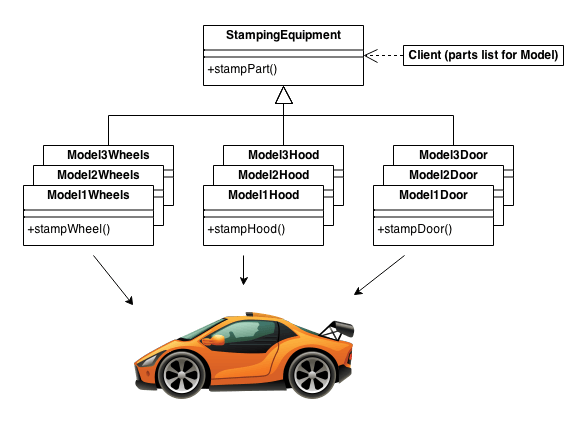 StampingEquipment
+stampPart()
Client (parts list for Model)
Model3Wheels
Model2Wheels
Model1Wheels
+stampWheel()
Model3Hood
Model2Hood
Model1Hood
+stampHood()
Model3Door
Model2Door
Model1Door
+stampDoor()